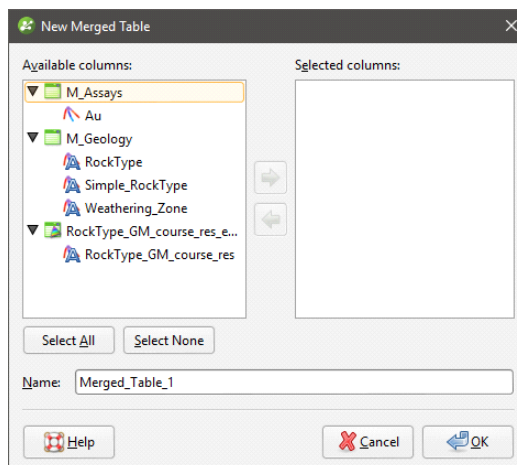 New Merged Table
Available columns:
Selected columns:
M_Assays
Au
M_Geology
RockType
Simple_RockType
Weathering_Zone
RockType_GM_course_res_e...
RockType_GM_course_res
Select All
Select None
Name: Merged_Table_1
Help
Cancel
OK